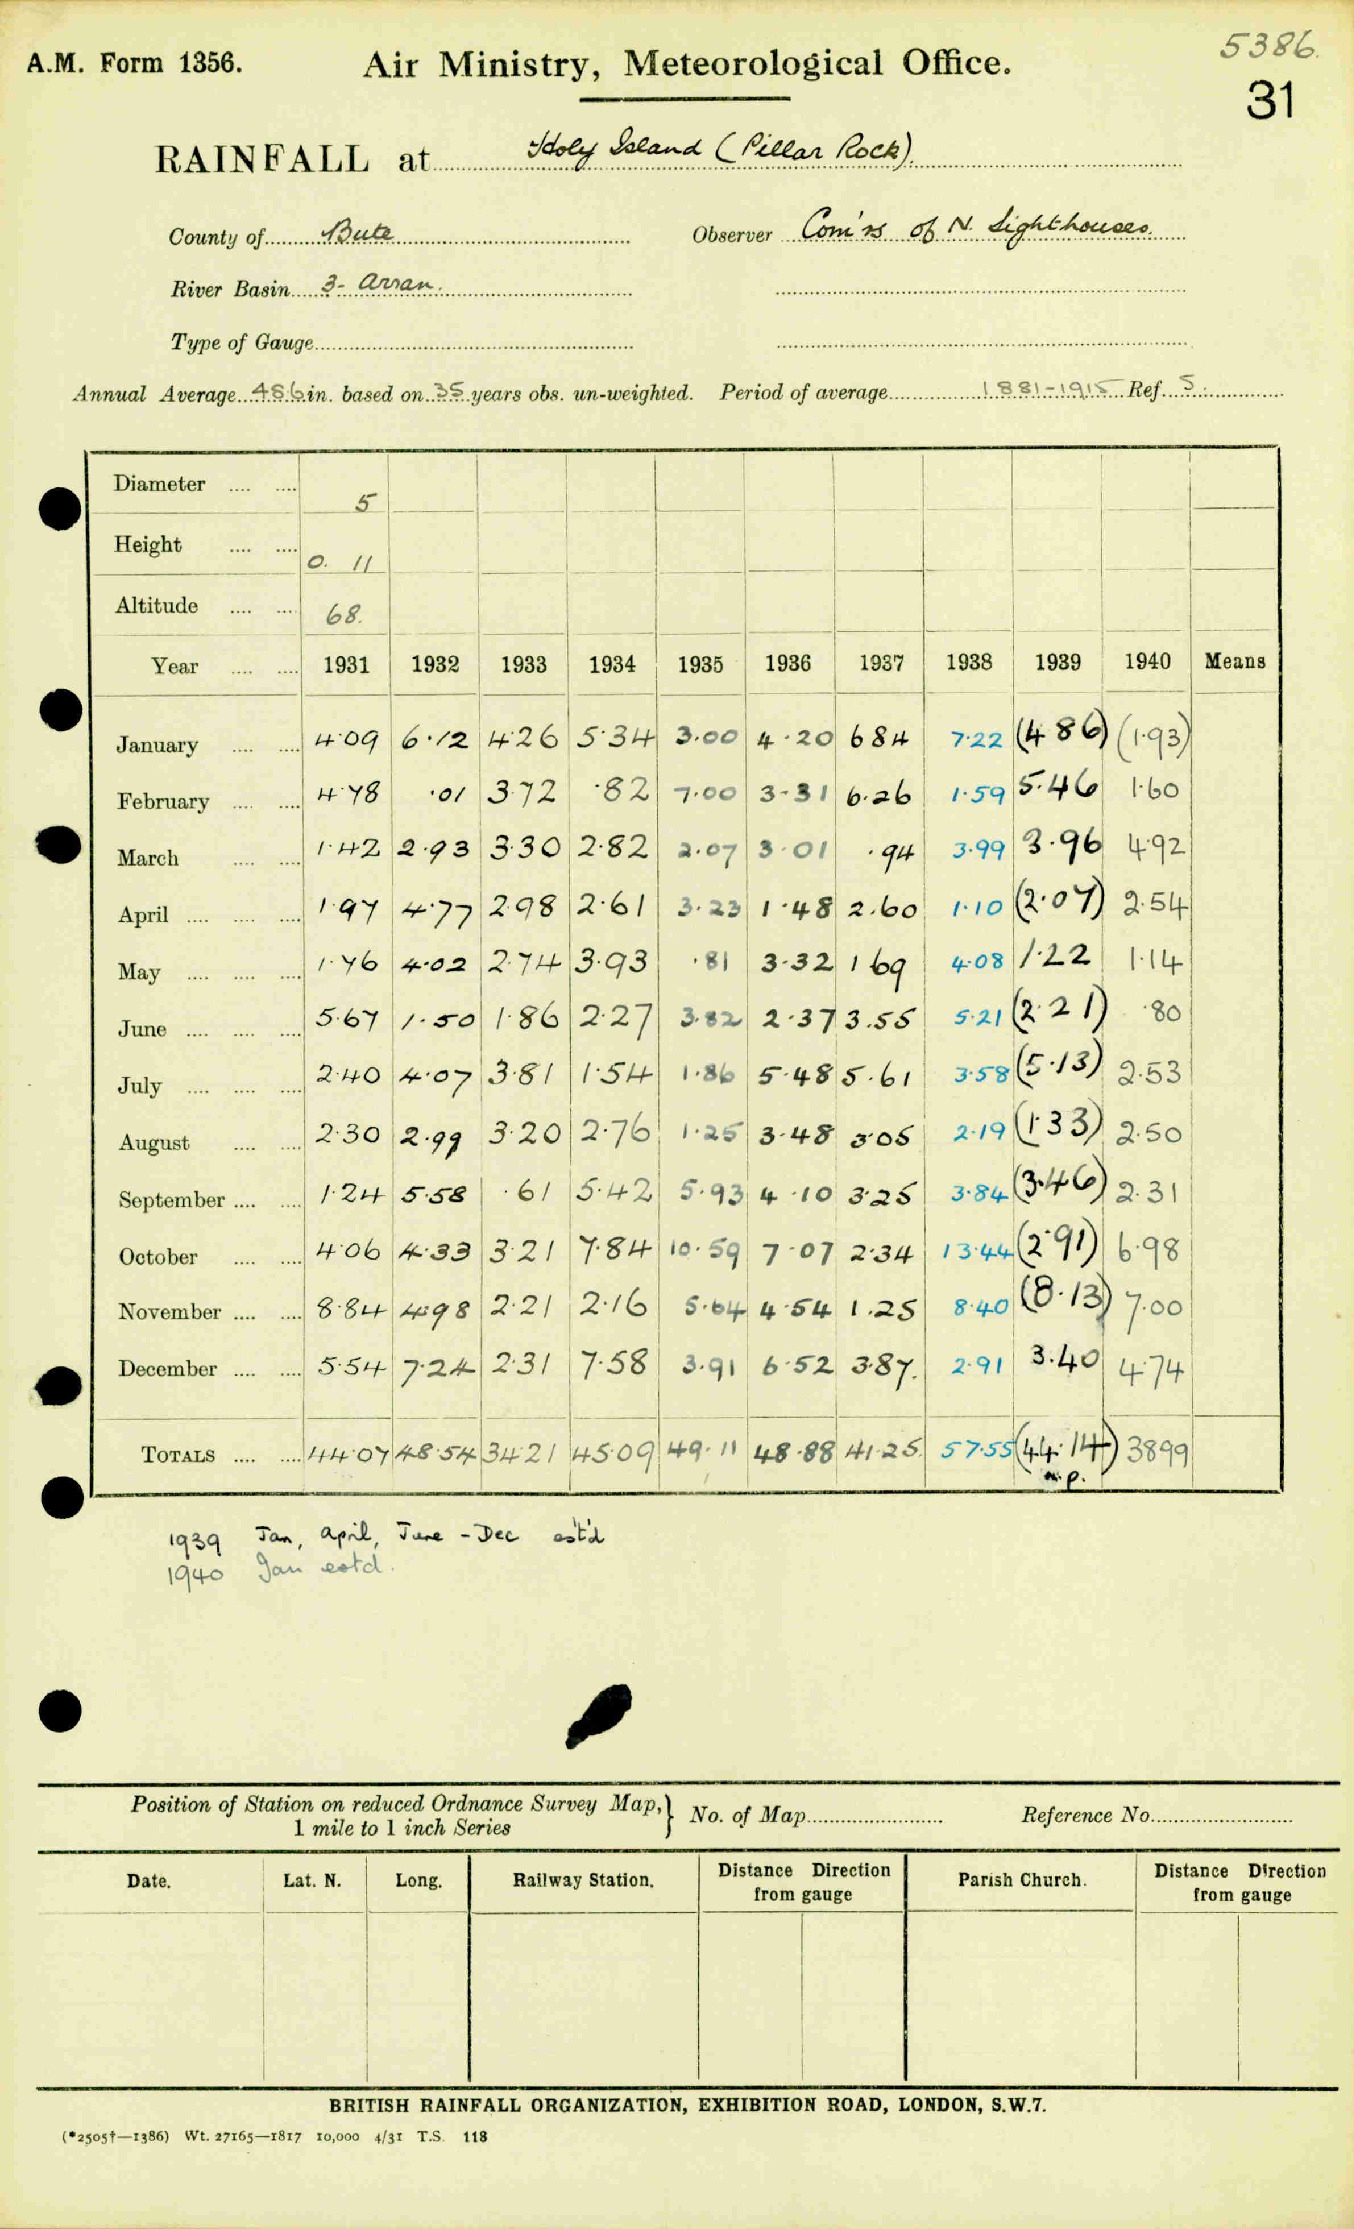 5386.
A.M. Form 1356. Air Ministry, Meteorological Office.
31
RAINFALL at Holy Island (Pillar Rock).
County of Bute Observer Com'rs of N. Lighthouses.
River Basin 3- Arran.
Type of Gauge
Annual Average 48.6 in. based on 35 years obs. un-weighted. Period of average 1881-1915 Ref. 5.
Diameter 5
Height 0. 11
Altitude 68.
Year 1931 1932 1933 1934 1935 1936 1937 1938 1939 1940 Means
January 4.09 6.12 4.26 5.34 3.00 4.20 6.84 7.22 (4.86) (1.93)
February 4.78 .01 3.72 .82 7.00 3.31 6.26 1.59 5.46 1.60
March 1.42 2.93 3.30 2.82 2.07 3.01 .94 3.99 3.96 4.92
April 1.97 4.77 2.98 2.61 3.23 1.48 2.60 1.10 (2.07) 2.54
May 1.76 4.02 2.74 3.93 .81 3.32 1.69 4.08 1.22 1.14
June 5.67 1.50 1.86 2.27 3.82 2.37 3.55 5.21 (2.21) .80
July 2.40 4.07 3.81 1.54 1.86 5.48 5.61 3.58 (5.13) 2.53
August 2.30 2.99 3.20 2.76 1.25 3.48 3.05 2.19 (1.33) 2.50
September 1.24 5.58 .61 5.42 5.93 4.10 3.25 3.84 (3.46) 2.31
October 4.06 4.33 3.21 7.84 10.59 7.07 2.34 13.44 (2.91) 6.98
November 8.84 4.98 2.21 2.16 5.64 4.54 1.25 8.40 (8.13) 7.00
December 5.54 7.24 2.31 7.58 3.91 6.52 3.87. 2.91 3.40 4.74
TOTALS 44.07 48.54 34.21 45.09 49.11 48.88 41.25. 57.55 (44.14) 38.99
n.p.
1939 Jan, April, June - Dec est'd
1940 Jan estd.
Position of Station on reduced Ordnance Survey Map, } No. of Map Reference No.
1 mile to 1 inch Series
Date. Lat. N. Long. Railway Station. Distance Direction from gauge Parish Church. Distance Direction from gauge
BRITISH RAINFALL ORGANIZATION, EXHIBITION ROAD, LONDON, S.W.7.
(*2505†—1386) Wt. 27165—1817 10,000 4/31 T.S. 118